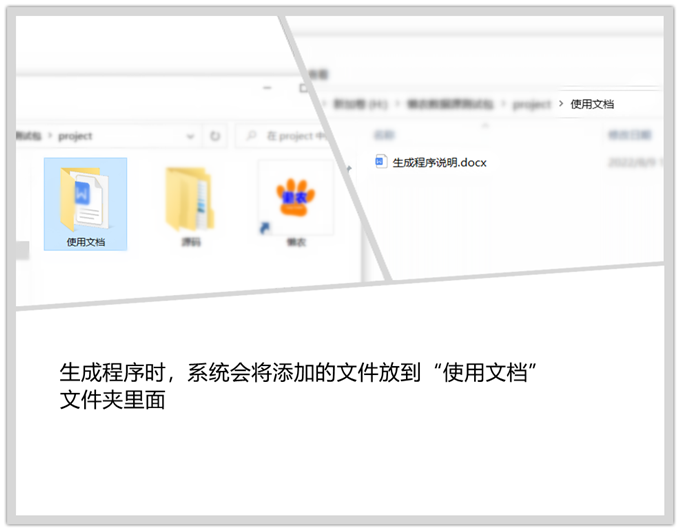 project
在 project 中
使用文档
源码
project
使用文档
生成程序说明.docx
生成程序时，系统会将添加的文件放到“使用文档”
文件夹里面